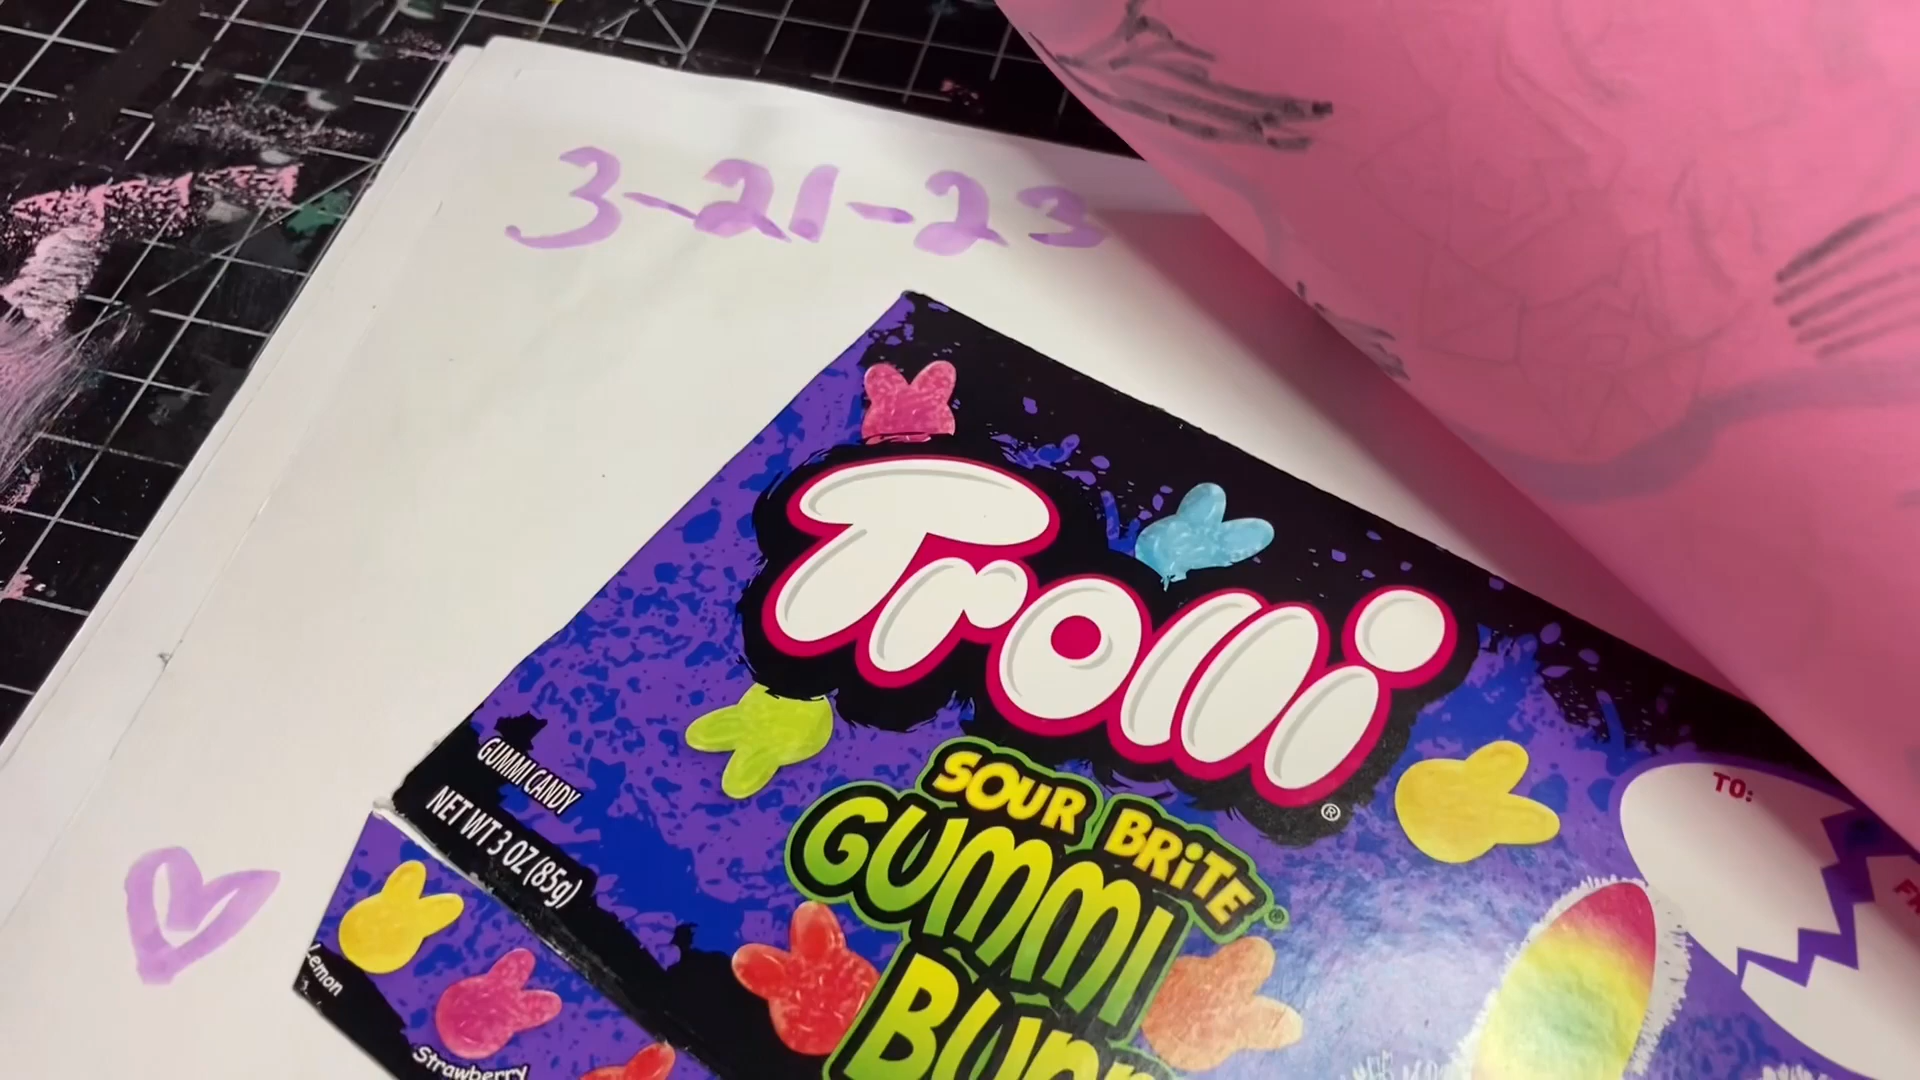 3-21-23
Trolli®
TO:
GUMMI CANDY
NET WT 3 OZ (85g)
SOUR BRiTE®
GUMMI
Lemon
Strawberry